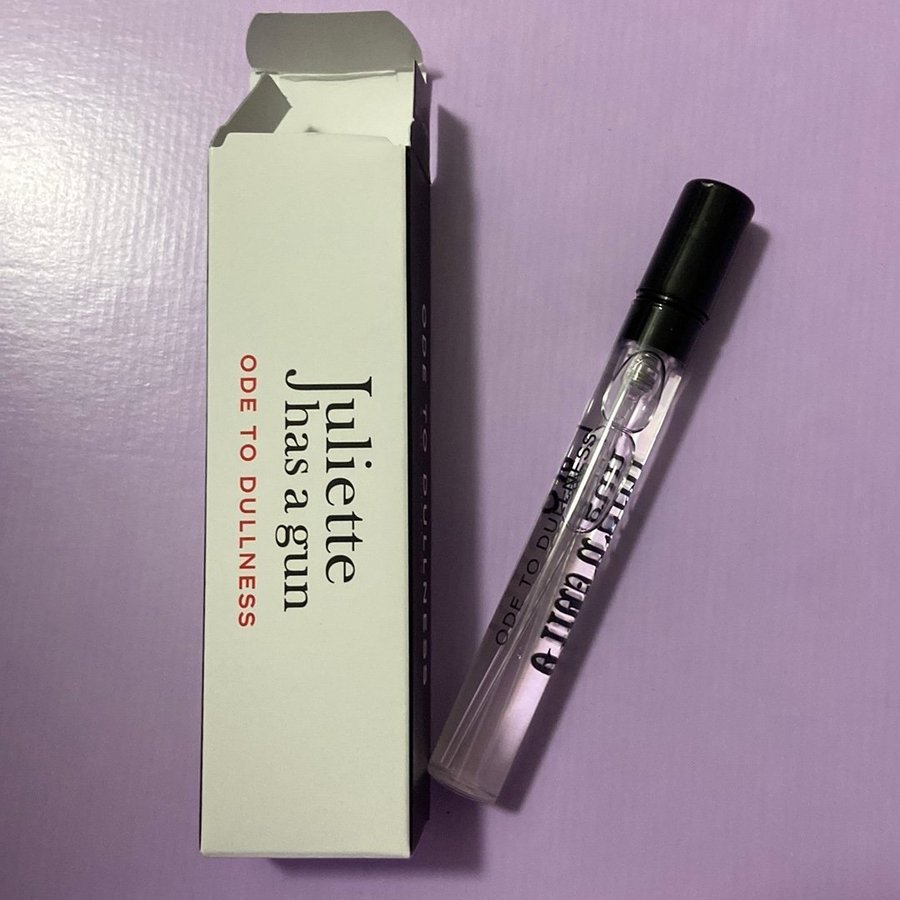 Juliette
has a gun
ODE TO DULLNESS
ODE TO DULLNESS
ODE TO DULLNESS